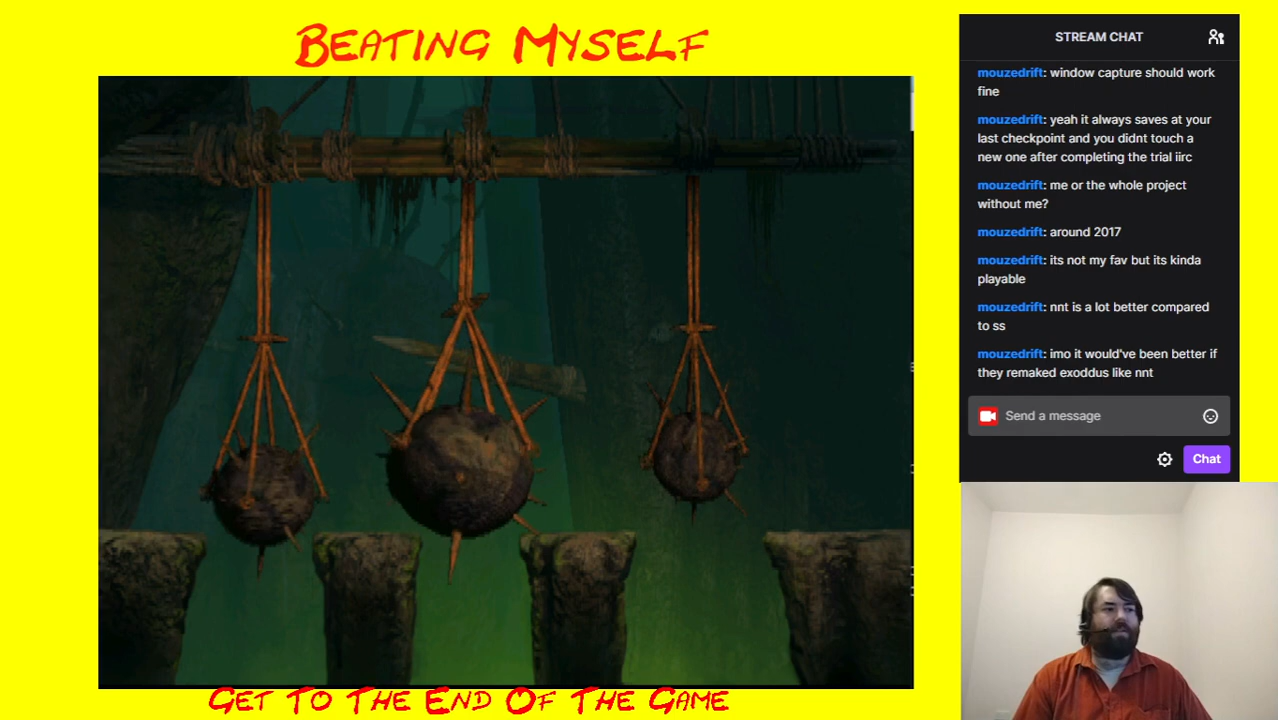 Beating Myself
STREAM CHAT
mouzedrift: window capture should work
fine
mouzedrift: yeah it always saves at your
last checkpoint and you didnt touch a
new one after completing the trial iirc
mouzedrift: me or the whole project
without me?
mouzedrift: around 2017
mouzedrift: its not my fav but its kinda
playable
mouzedrift: nnt is a lot better compared
to ss
mouzedrift: imo it would've been better if
they remaked exoddus like nnt
Send a message
Chat
Get To The End Of The Game